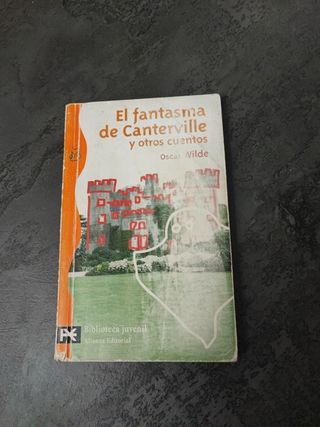 El fantasma
de Canterville
y otros cuentos
Oscar Wilde
Biblioteca juvenil
Alianza Editorial